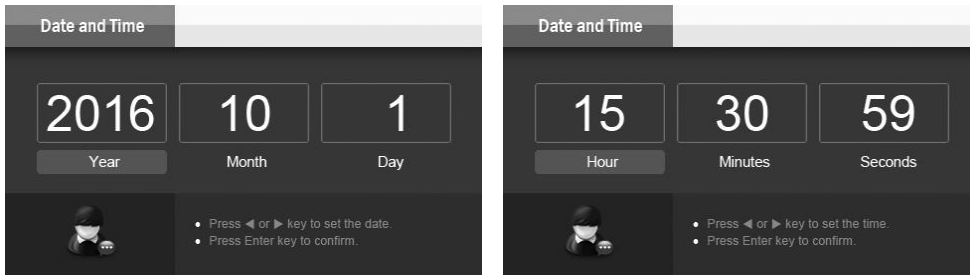 Date and Time
2016 10 1
Year Month Day
Press ◀ or ▶ key to set the date.
Press Enter key to confirm.
Date and Time
15 30 59
Hour Minutes Seconds
Press ◀ or ▶ key to set the time.
Press Enter key to confirm.